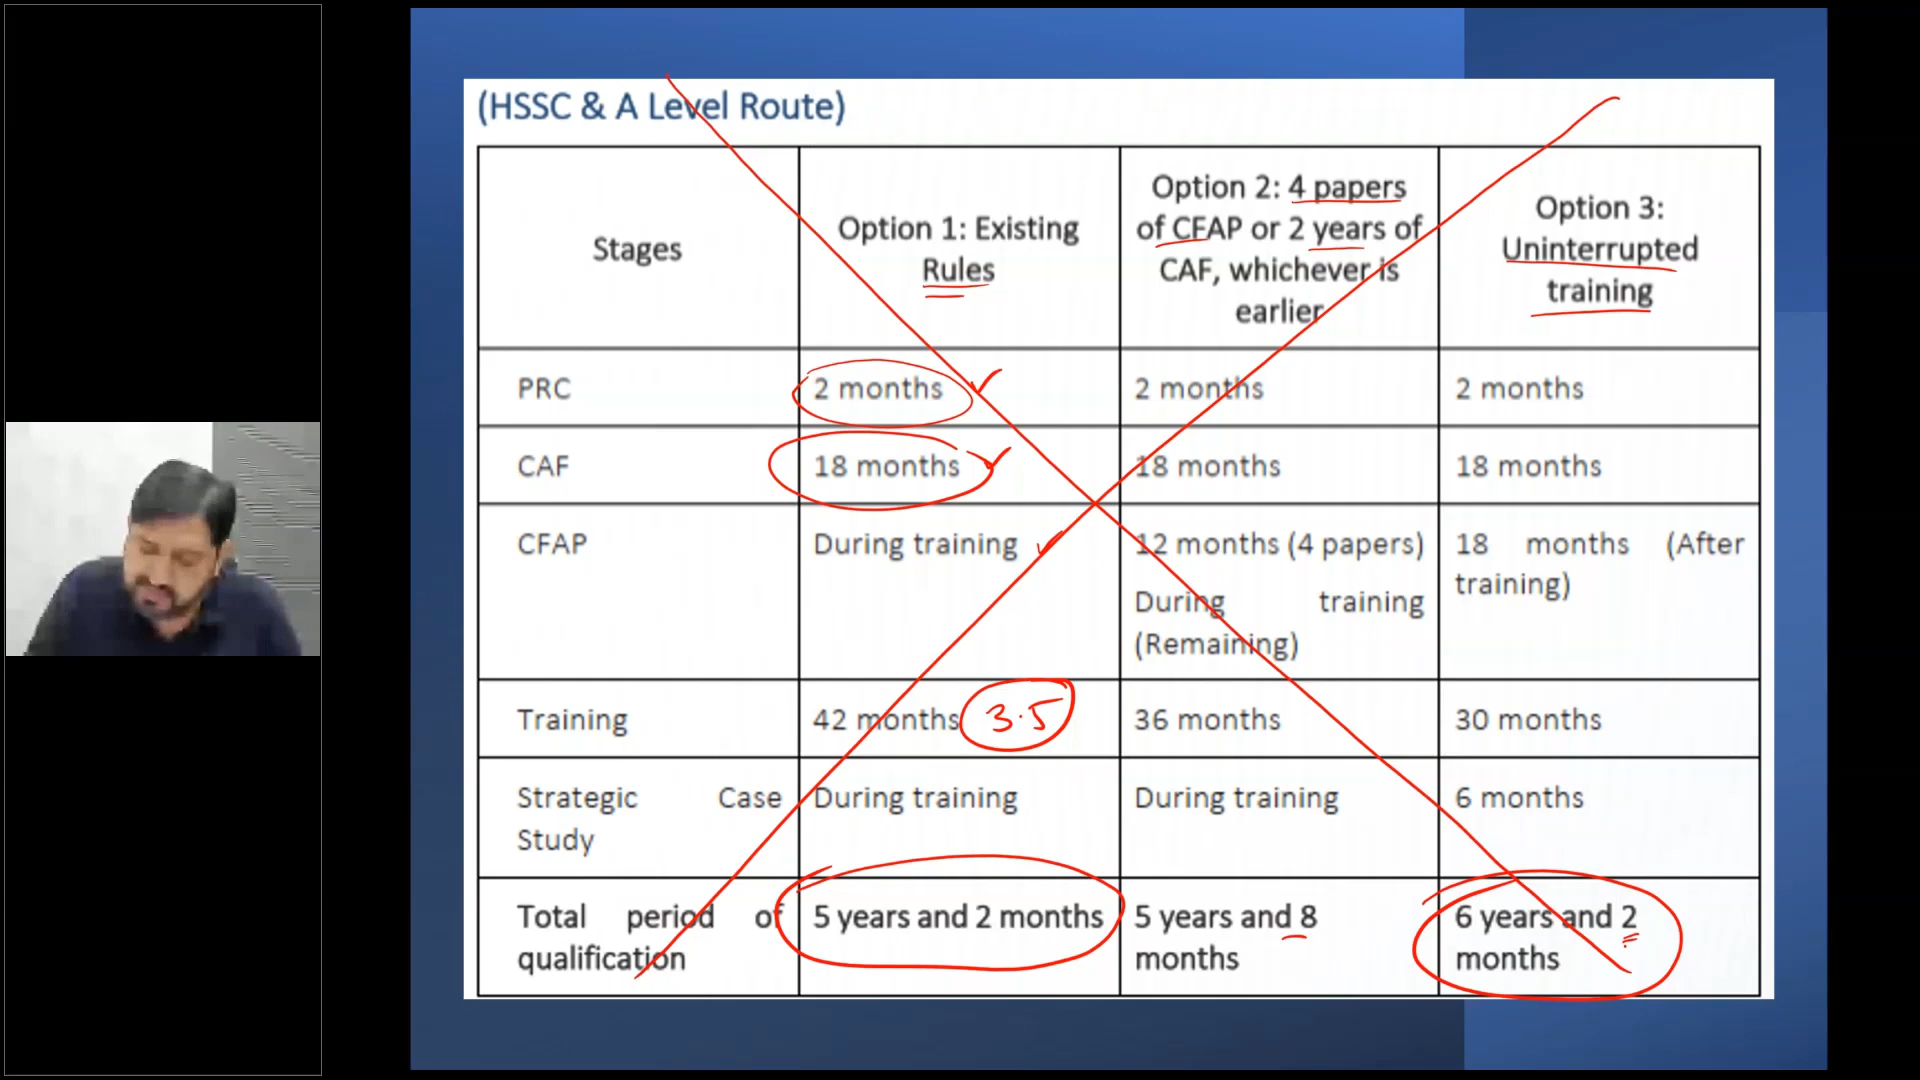 (HSSC & A Level Route)
Stages
Option 1: Existing
Rules
Option 2: 4 papers
of CFAP or 2 years of
CAF, whichever is
earlier
Option 3:
Uninterrupted
training
PRC
2 months
2 months
2 months
CAF
18 months
18 months
18 months
CFAP
During training
12 months (4 papers)
During training
(Remaining)
18 months (After
training)
Training
42 months
3.5
36 months
30 months
Strategic Case
Study
During training
During training
6 months
Total period of
qualification
5 years and 2 months
5 years and 8
months
6 years and 2
months